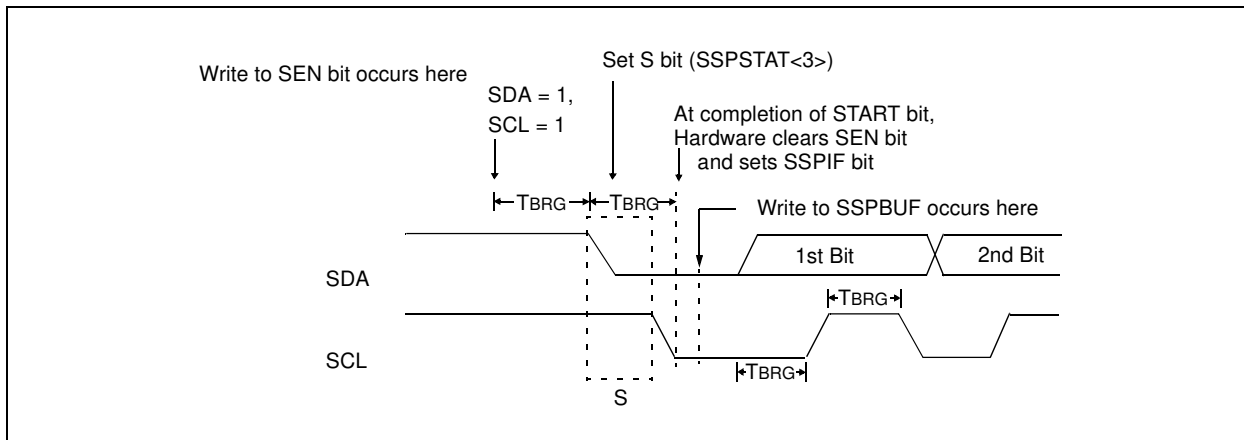 Set S bit (SSPSTAT<3>)
Write to SEN bit occurs here
SDA = 1,
SCL = 1
At completion of START bit,
Hardware clears SEN bit
and sets SSPIF bit
TBRG
TBRG
Write to SSPBUF occurs here
1st Bit
2nd Bit
SDA
TBRG
SCL
TBRG
S